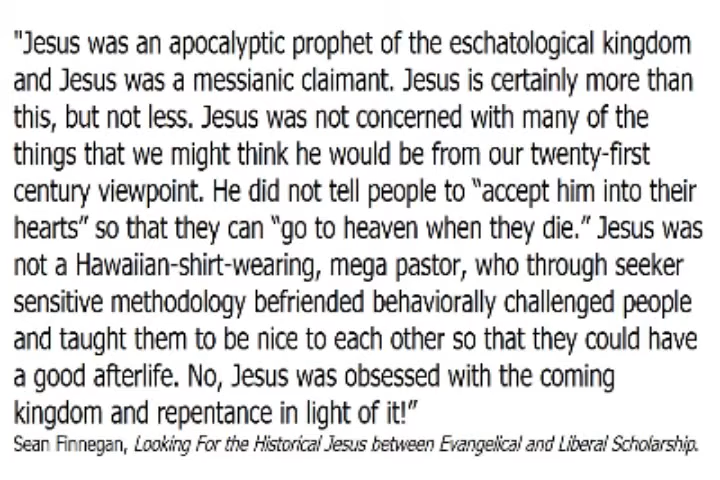 "Jesus was an apocalyptic prophet of the eschatological kingdom
and Jesus was a messianic claimant. Jesus is certainly more than
this, but not less. Jesus was not concerned with many of the
things that we might think he would be from our twenty-first
century viewpoint. He did not tell people to “accept him into their
hearts” so that they can “go to heaven when they die.” Jesus was
not a Hawaiian-shirt-wearing, mega pastor, who through seeker
sensitive methodology befriended behaviorally challenged people
and taught them to be nice to each other so that they could have
a good afterlife. No, Jesus was obsessed with the coming
kingdom and repentance in light of it!”
Sean Finnegan, Looking For the Historical Jesus between Evangelical and Liberal Scholarship.